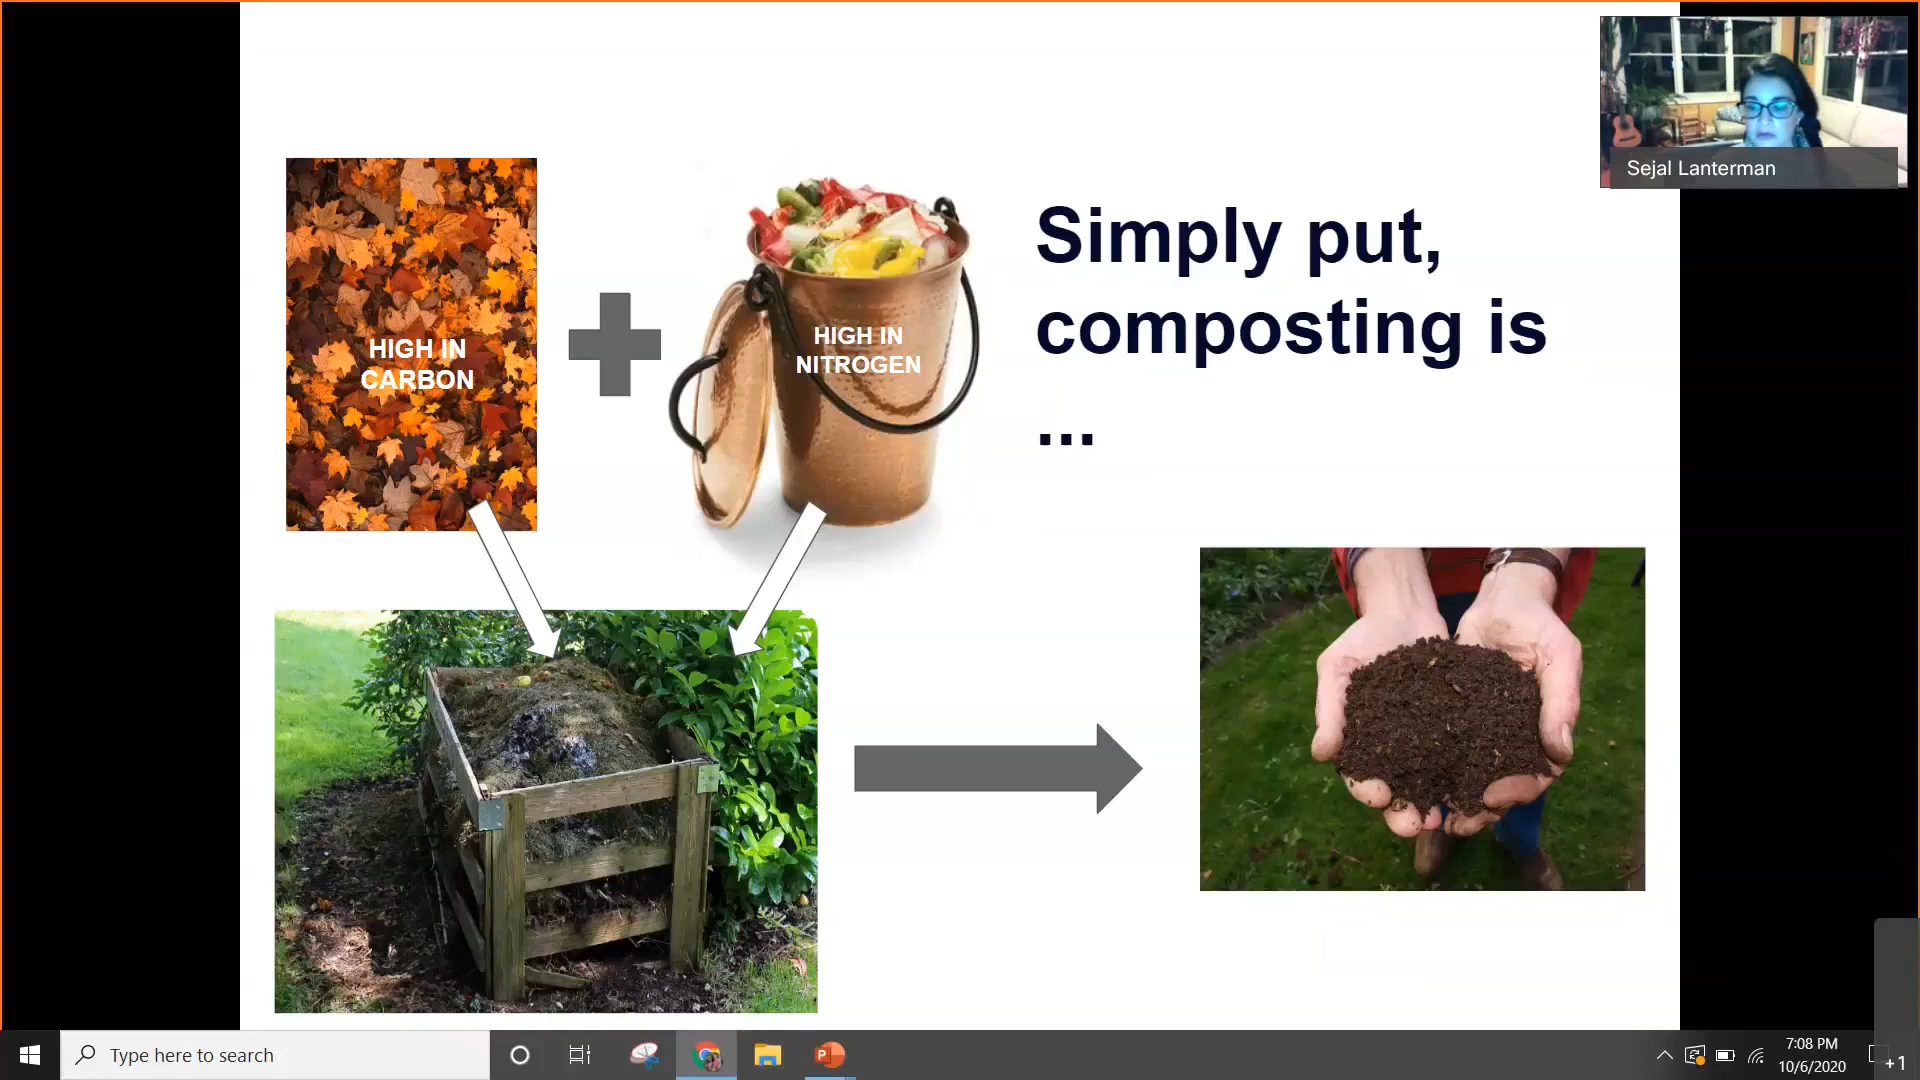 Sejal Lanterman
Simply put,
composting is
...
HIGH IN
CARBON
HIGH IN
NITROGEN
Type here to search
P
7:08 PM
10/6/2020
+1